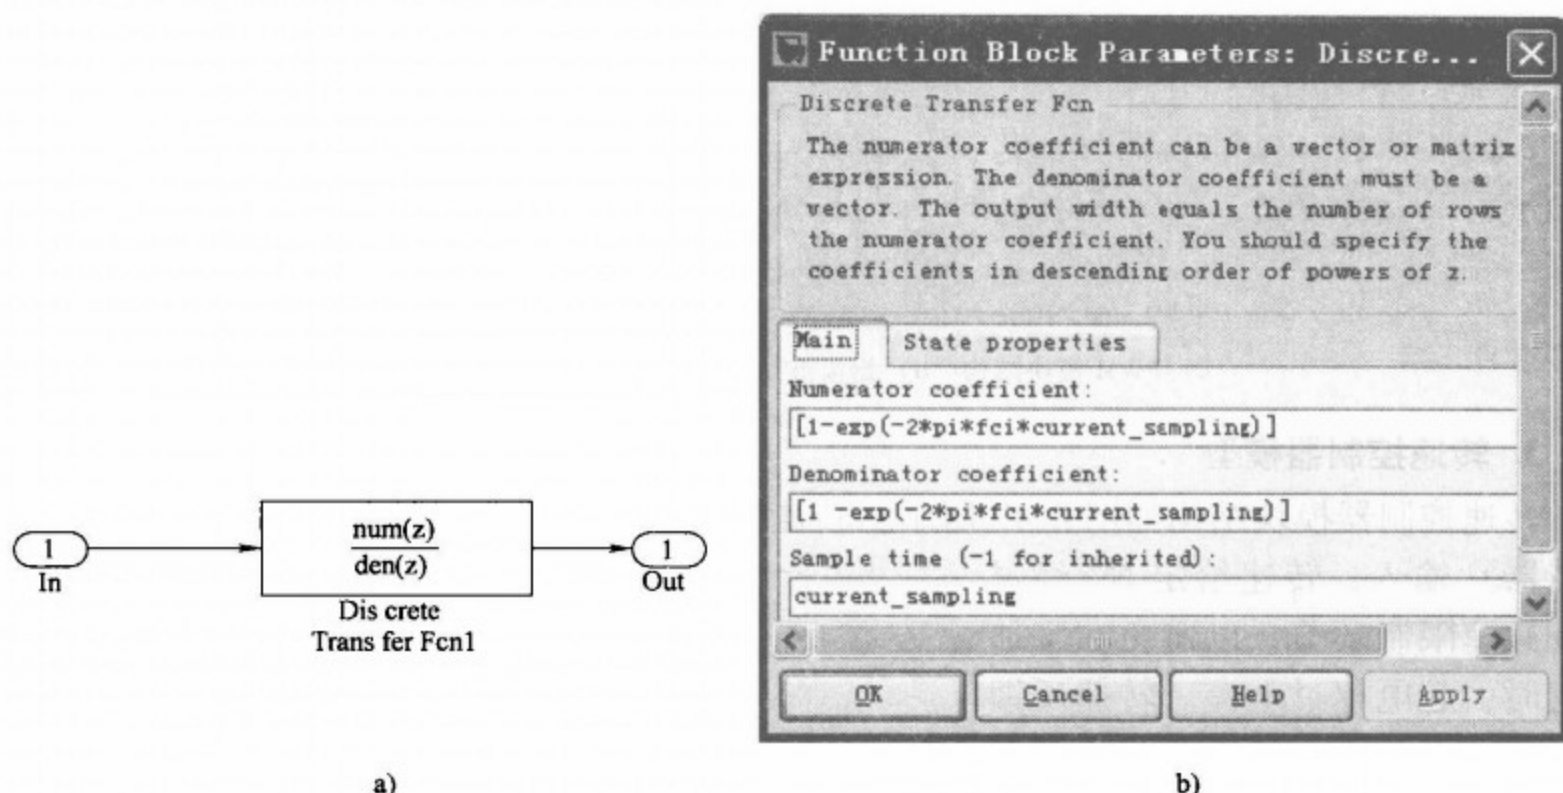 1
In
num(z)
den(z)
Dis crete
Trans fer Fcn1
1
Out
a)
Function Block Parameters: Discre...
Discrete Transfer Fcn
The numerator coefficient can be a vector or matrix
expression. The denominator coefficient must be a
vector. The output width equals the number of rows
the numerator coefficient. You should specify the
coefficients in descending order of powers of z.
Main
State properties
Numerator coefficient:
[1-exp(-2*pi*fci*current_sampling)]
Denominator coefficient:
[1 -exp(-2*pi*fci*current_sampling)]
Sample time (-1 for inherited):
current_sampling
OK
Cancel
Help
Apply
b)